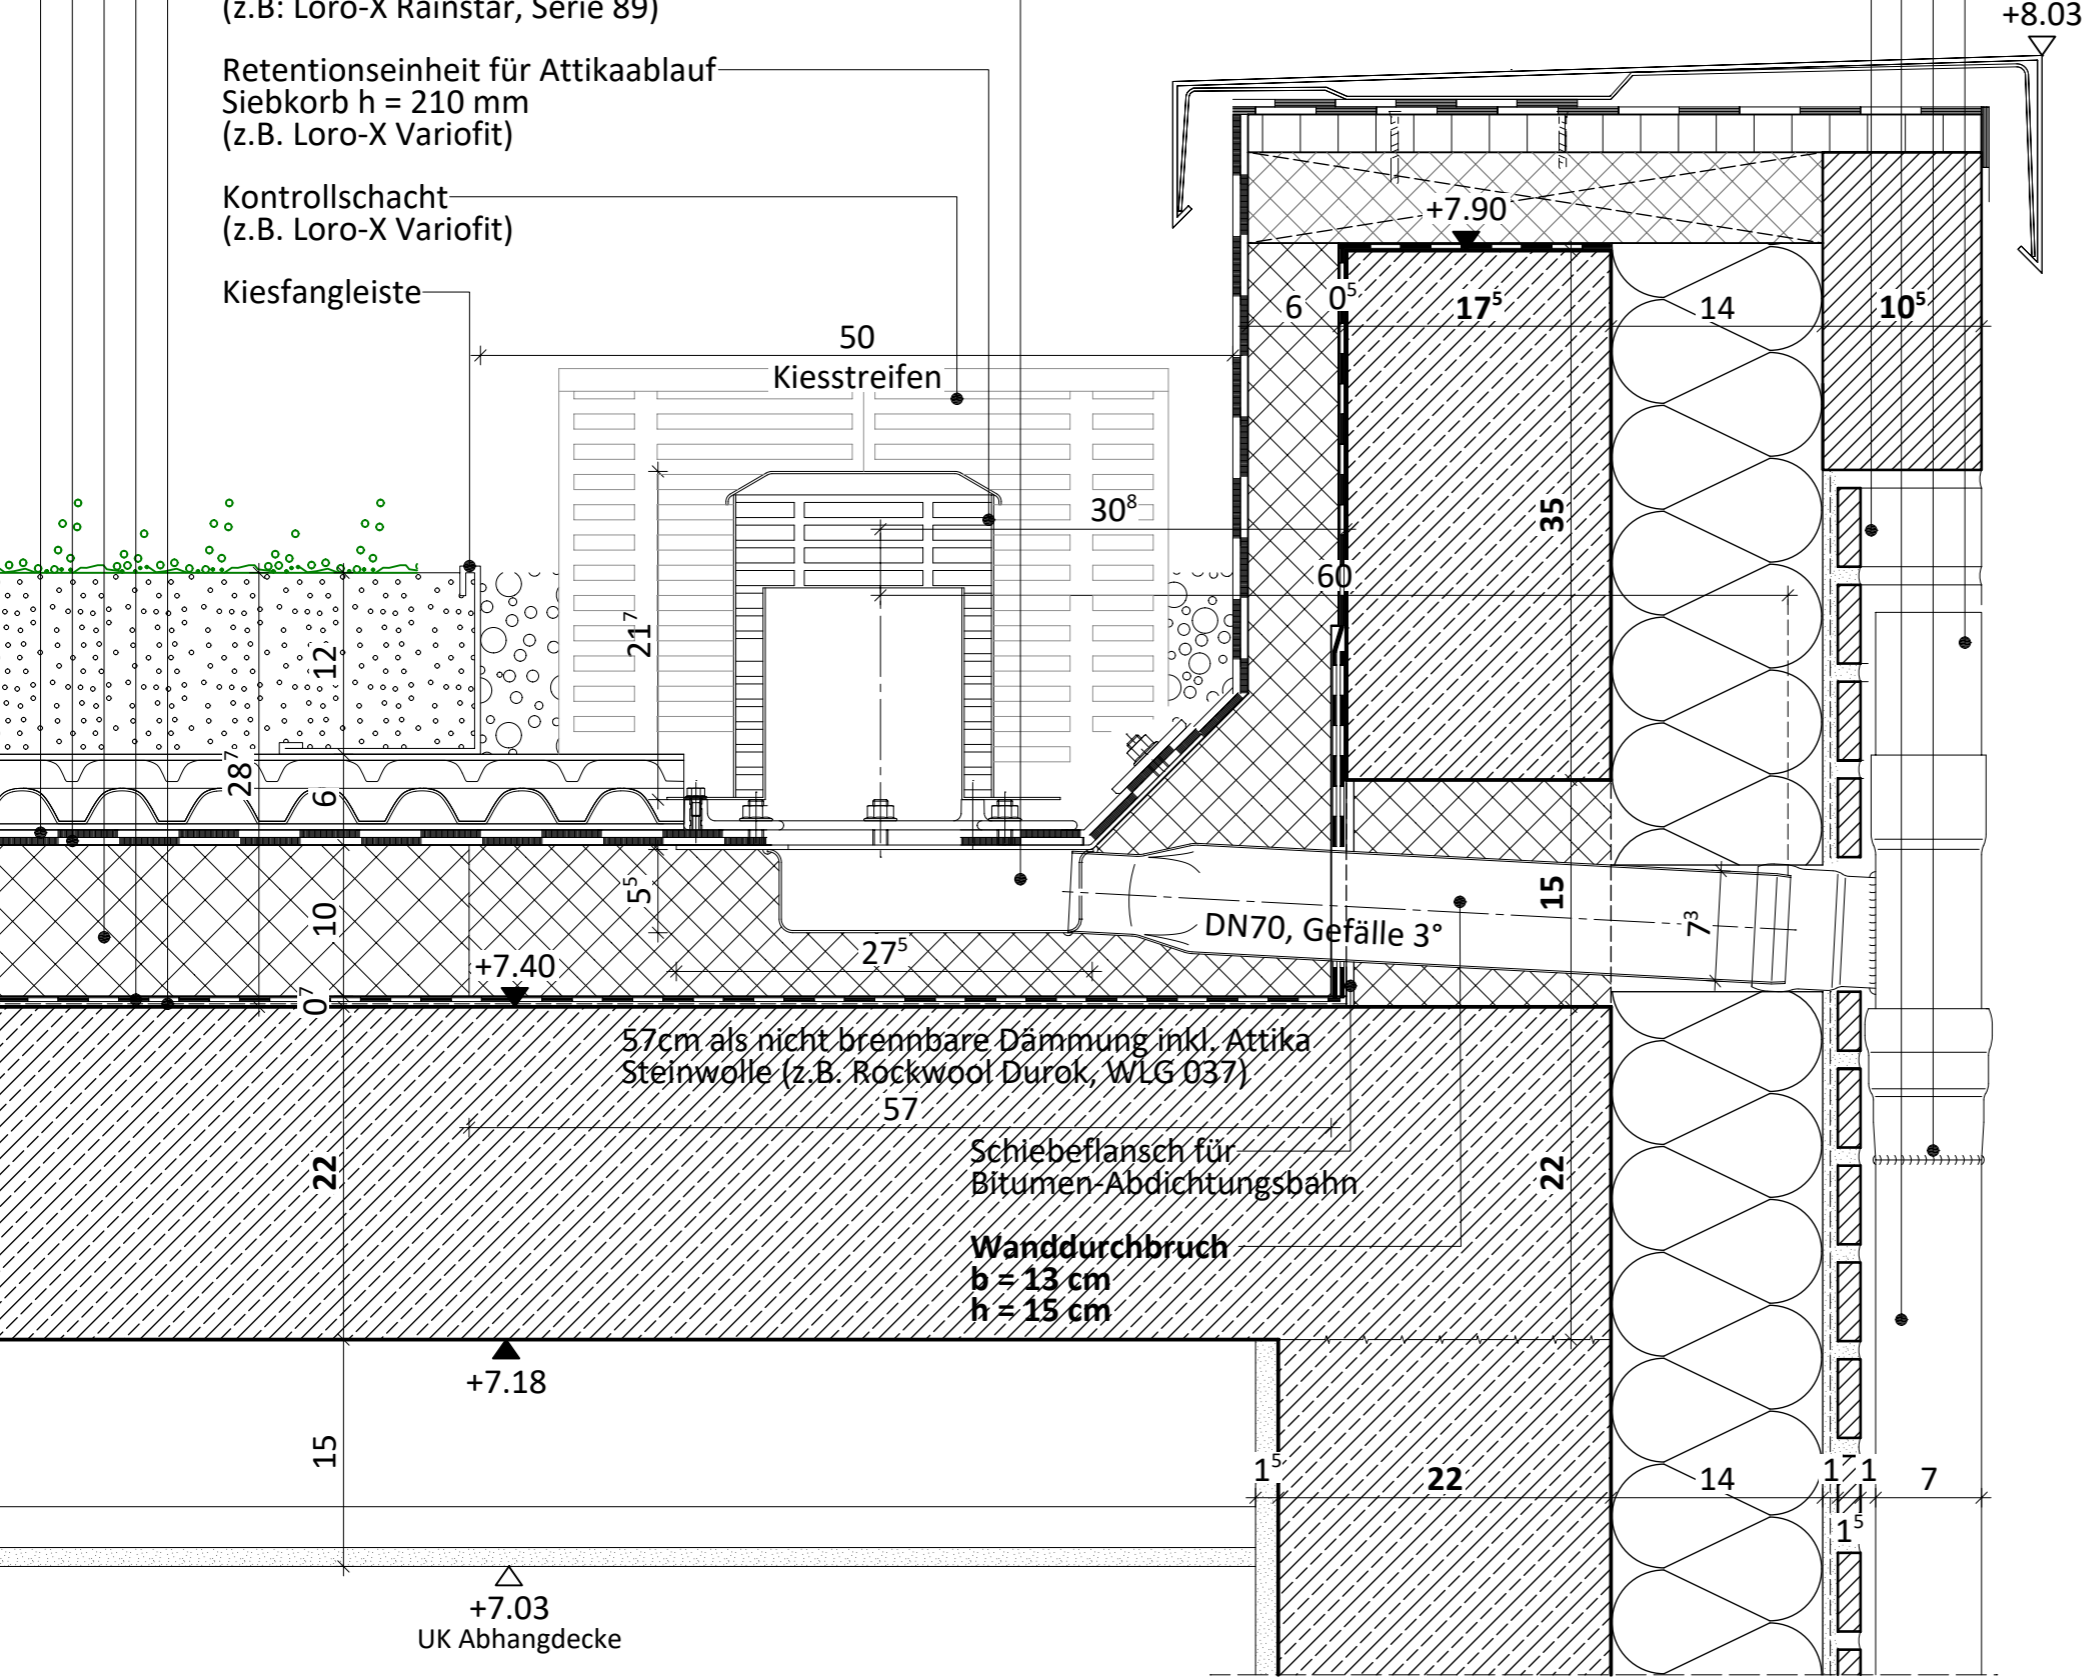 (z.B: Loro-X Rainstar, Serie 89)
+8.03
Retentionseinheit für Attikaablauf
Siebkorb h = 210 mm
(z.B. Loro-X Variofit)
Kontrollschacht
(z.B. Loro-X Variofit)
+7.90
Kiesfangleiste
6 0⁵ 17⁵ 14 10⁵
50
Kiesstreifen
30⁸
35
60
21⁷
12
28⁷
6
5⁵
15
10
7³
DN70, Gefälle 3°
27⁵
+7.40
0⁷
57cm als nicht brennbare Dämmung inkl. Attika
Steinwolle (z.B. Rockwool Durok, WLG 037)
57
Schiebeflansch für
Bitumen-Abdichtungsbahn
22
22
Wanddurchbruch
b = 13 cm
h = 15 cm
+7.18
15
1⁵ 22 14 1 1 7
1⁵
+7.03
UK Abhangdecke